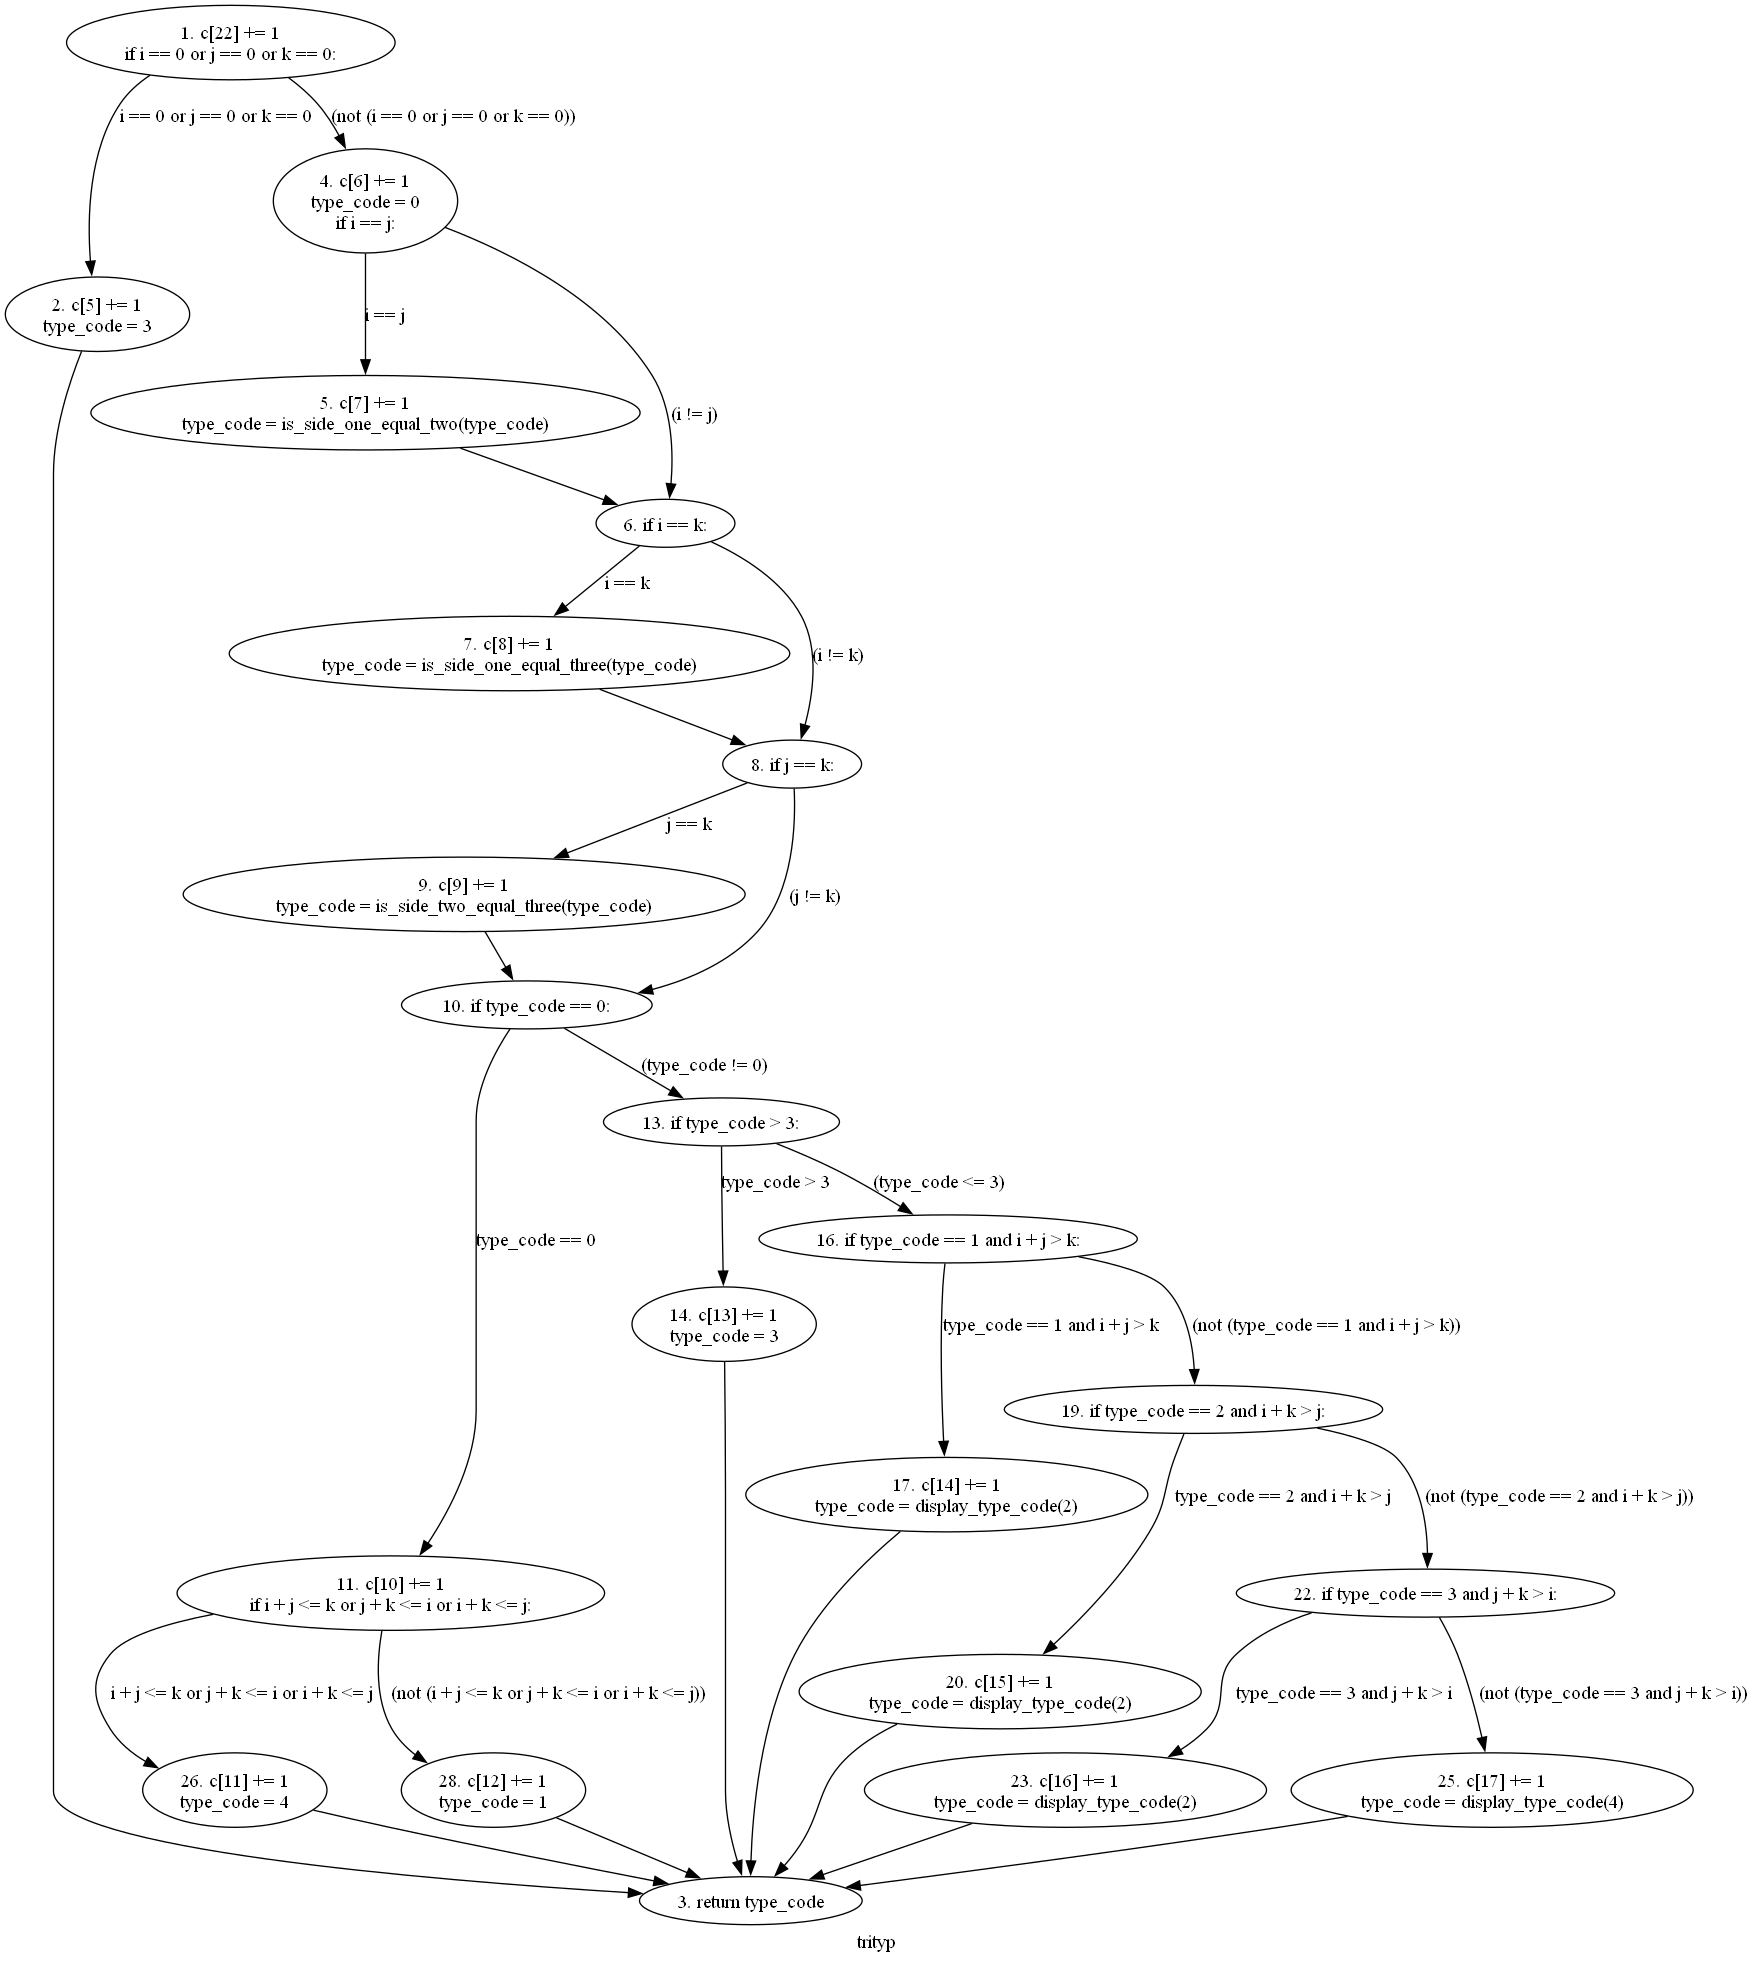 1. c[22] += 1
if i == 0 or j == 0 or k == 0:
i == 0 or j == 0 or k == 0
(not (i == 0 or j == 0 or k == 0))
4. c[6] += 1
type_code = 0
if i == j:
2. c[5] += 1
type_code = 3
i == j
5. c[7] += 1
type_code = is_side_one_equal_two(type_code)
(i != j)
6. if i == k:
i == k
7. c[8] += 1
type_code = is_side_one_equal_three(type_code)
(i != k)
8. if j == k:
j == k
9. c[9] += 1
type_code = is_side_two_equal_three(type_code)
(j != k)
10. if type_code == 0:
(type_code != 0)
13. if type_code > 3:
type_code > 3
(type_code <= 3)
type_code == 0
16. if type_code == 1 and i + j > k:
14. c[13] += 1
type_code = 3
type_code == 1 and i + j > k
(not (type_code == 1 and i + j > k))
19. if type_code == 2 and i + k > j:
17. c[14] += 1
type_code = display_type_code(2)
type_code == 2 and i + k > j
(not (type_code == 2 and i + k > j))
11. c[10] += 1
if i + j <= k or j + k <= i or i + k <= j:
22. if type_code == 3 and j + k > i:
i + j <= k or j + k <= i or i + k <= j
(not (i + j <= k or j + k <= i or i + k <= j))
20. c[15] += 1
type_code = display_type_code(2)
type_code == 3 and j + k > i
(not (type_code == 3 and j + k > i))
26. c[11] += 1
type_code = 4
28. c[12] += 1
type_code = 1
23. c[16] += 1
type_code = display_type_code(2)
25. c[17] += 1
type_code = display_type_code(4)
3. return type_code
trityp